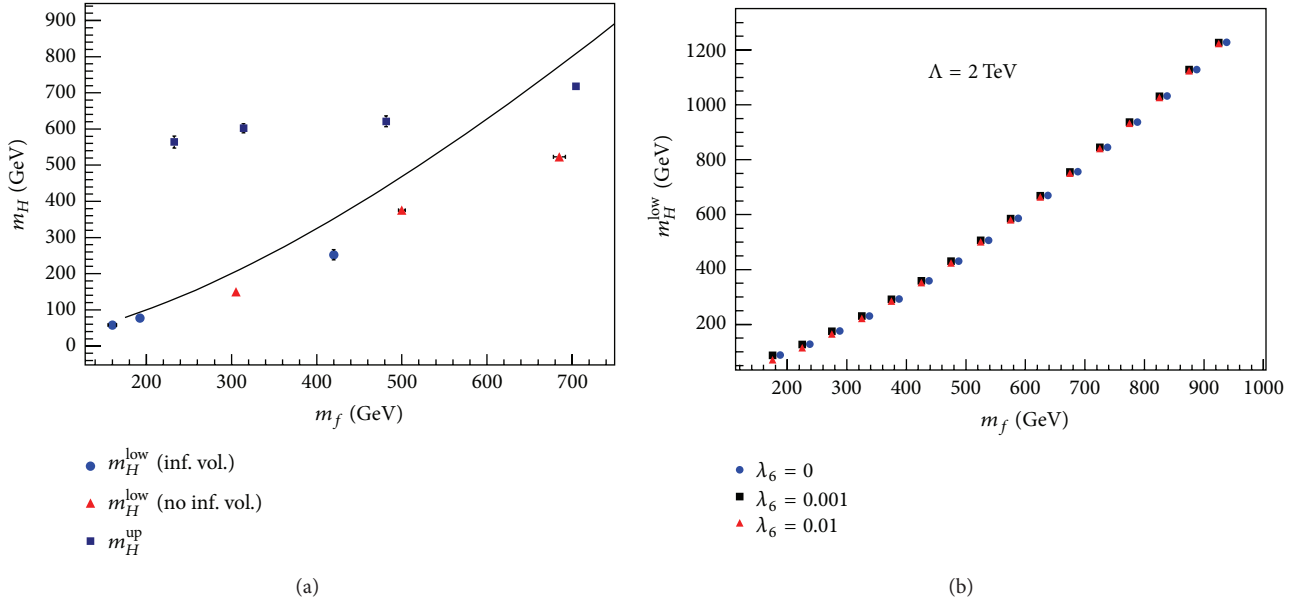 900
800
700
600
500
400
300
200
100
0
m_H (GeV)
200 300 400 500 600 700
m_f (GeV)
m_H^low (inf. vol.)
m_H^low (no inf. vol.)
m_H^up
(a)
1200
1000
800
600
400
200
m_H^low (GeV)
Λ = 2 TeV
200 300 400 500 600 700 800 900 1000
m_f (GeV)
λ_6 = 0
λ_6 = 0.001
λ_6 = 0.01
(b)